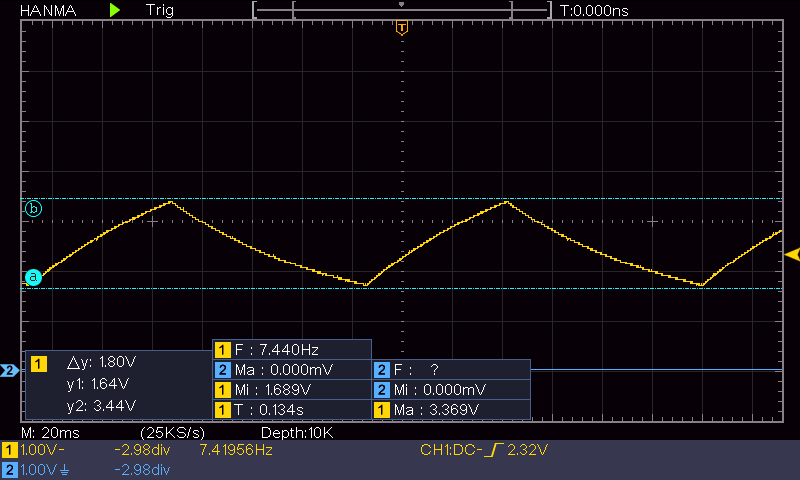 HANMA Trig T:0.000ns
T
b
a
2
1 Δy: 1.80V
y1: 1.64V
y2: 3.44V
1 F : 7.440Hz
2 Ma : 0.000mV
1 Mi : 1.689V
1 T : 0.134s
2 F : ?
2 Mi : 0.000mV
1 Ma : 3.369V
M: 20ms (25KS/s) Depth:10K
1 1.00V- -2.98div 7.41956Hz CH1:DC- 2.32V
2 1.00V -2.98div